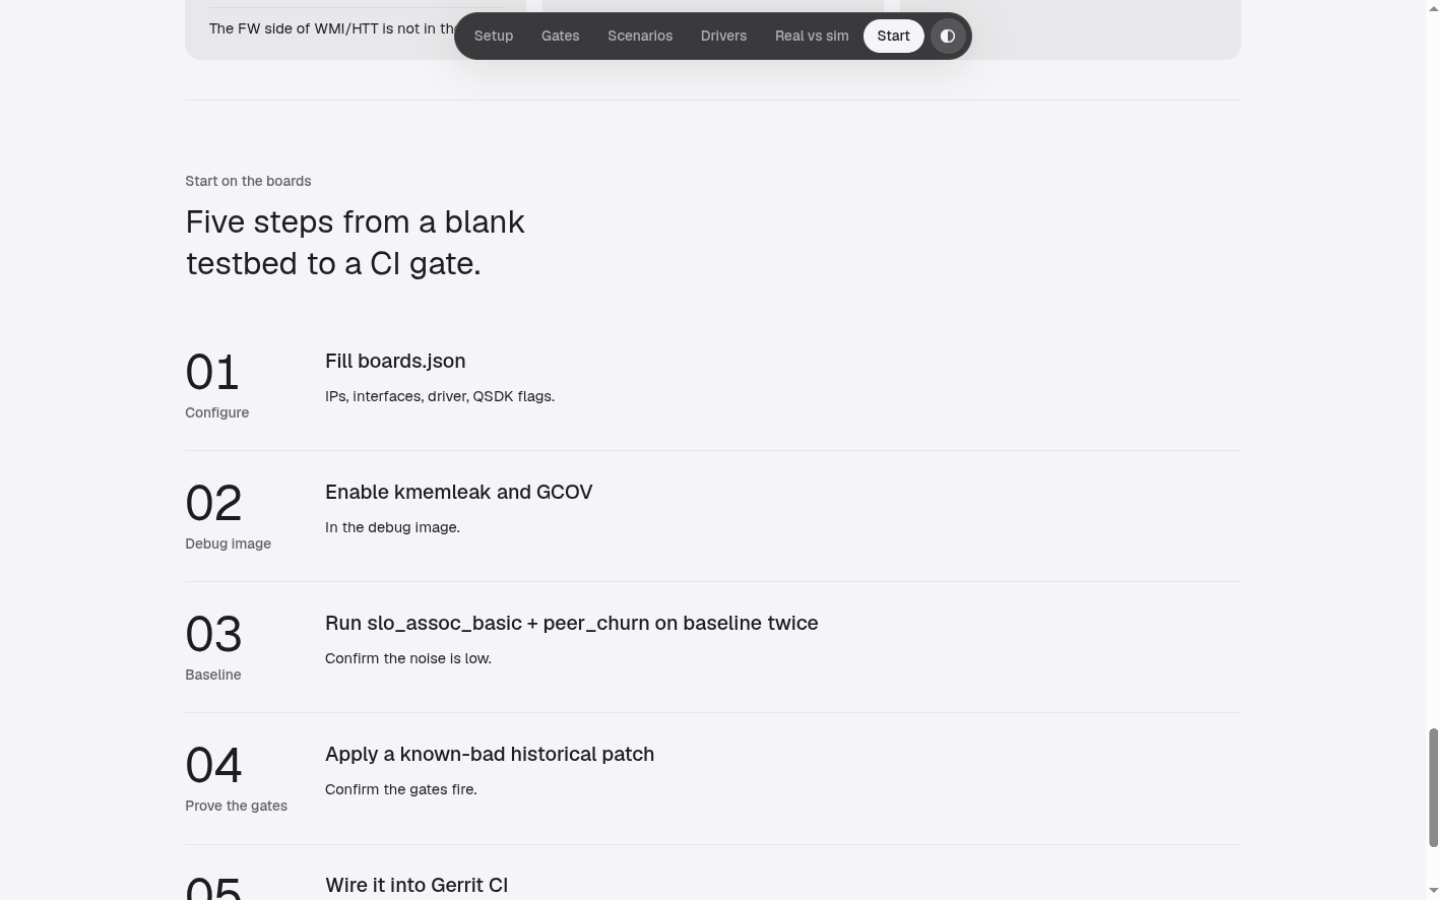 The FW side of WMI/HTT is not in
Setup
Gates
Scenarios
Drivers
Real vs sim
Start
Start on the boards
Five steps from a blank
testbed to a CI gate.
01
Configure
Fill boards.json
IPs, interfaces, driver, QSDK flags.
02
Debug image
Enable kmemleak and GCOV
In the debug image.
03
Baseline
Run slo_assoc_basic + peer_churn on baseline twice
Confirm the noise is low.
04
Prove the gates
Apply a known-bad historical patch
Confirm the gates fire.
05
Wire it into Gerrit CI